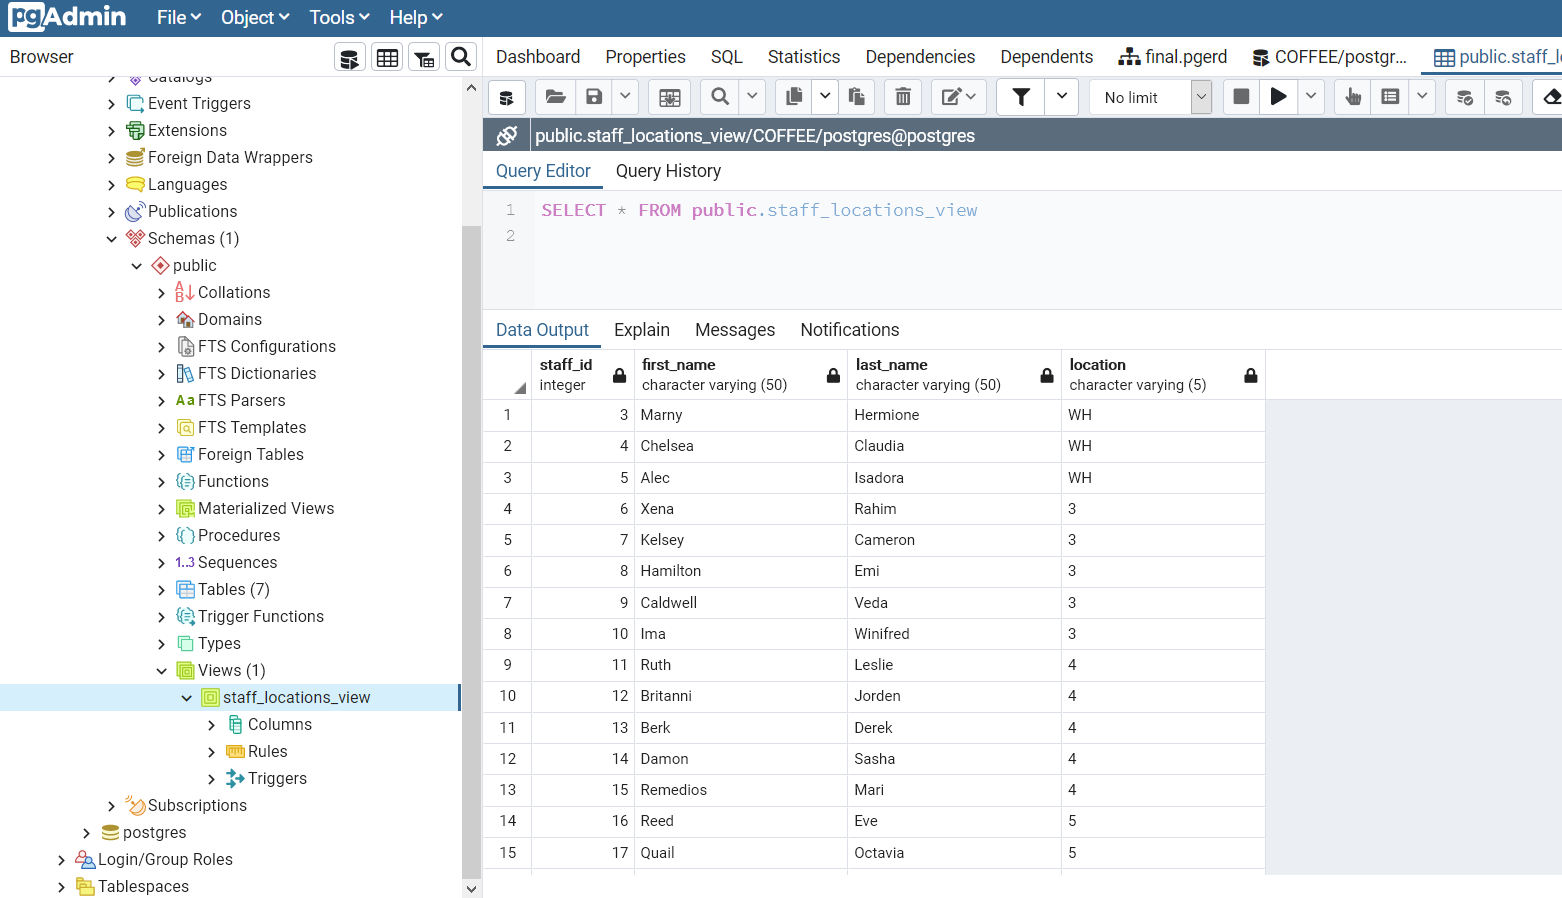 pgAdmin File Object Tools Help
Browser
Catalogs
Event Triggers
Extensions
Foreign Data Wrappers
Languages
Publications
Schemas (1)
public
Collations
Domains
FTS Configurations
FTS Dictionaries
Aa FTS Parsers
FTS Templates
Foreign Tables
Functions
Materialized Views
Procedures
1..3 Sequences
Tables (7)
Trigger Functions
Types
Views (1)
staff_locations_view
Columns
Rules
Triggers
Subscriptions
postgres
Login/Group Roles
Tablespaces
Dashboard Properties SQL Statistics Dependencies Dependents final.pgerd COFFEE/postgr... public.staff_lo
No limit
public.staff_locations_view/COFFEE/postgres@postgres
Query Editor Query History
1 SELECT * FROM public.staff_locations_view
2
Data Output Explain Messages Notifications
staff_id first_name last_name location
integer character varying (50) character varying (50) character varying (5)
1 3 Marny Hermione WH
2 4 Chelsea Claudia WH
3 5 Alec Isadora WH
4 6 Xena Rahim 3
5 7 Kelsey Cameron 3
6 8 Hamilton Emi 3
7 9 Caldwell Veda 3
8 10 Ima Winifred 3
9 11 Ruth Leslie 4
10 12 Britanni Jorden 4
11 13 Berk Derek 4
12 14 Damon Sasha 4
13 15 Remedios Mari 4
14 16 Reed Eve 5
15 17 Quail Octavia 5